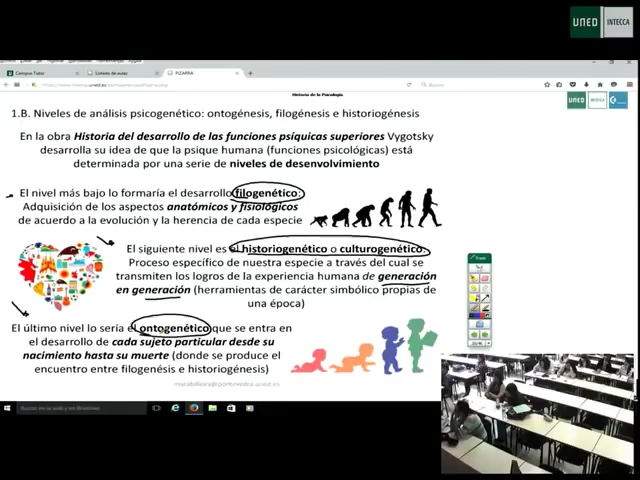 UNED
INTECCA
Campus Tutor
Listado de aulas
PIZARRA
Buscar
Historia de la Psicología
UNED
INTECCA
1.B. Niveles de análisis psicogenético: ontogénesis, filogénesis e historiogénesis
En la obra Historia del desarrollo de las funciones psíquicas superiores Vygotsky
desarrolla su idea de que la psique humana (funciones psicológicas) está
determinada por una serie de niveles de desenvolvimiento
El nivel más bajo lo formaría el desarrollo filogenético:
Adquisición de los aspectos anatómicos y fisiológicos
de acuerdo a la evolución y la herencia de cada especie
El siguiente nivel es el historiogenético o culturogenético:
Proceso específico de nuestra especie a través del cual se
transmiten los logros de la experiencia humana de generación
en generación (herramientas de carácter simbólico propias de
una época)
El último nivel lo sería el ontogenético que se entra en
el desarrollo de cada sujeto particular desde su
nacimiento hasta su muerte (donde se produce el
encuentro entre filogénesis e historiogénesis)
Buscar en la web y en Windows